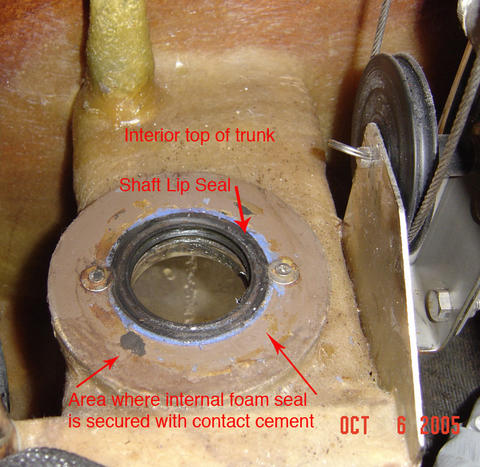 Interior top of trunk
Shaft Lip Seal
Area where internal foam seal
is secured with contact cement
OCT 6 2005